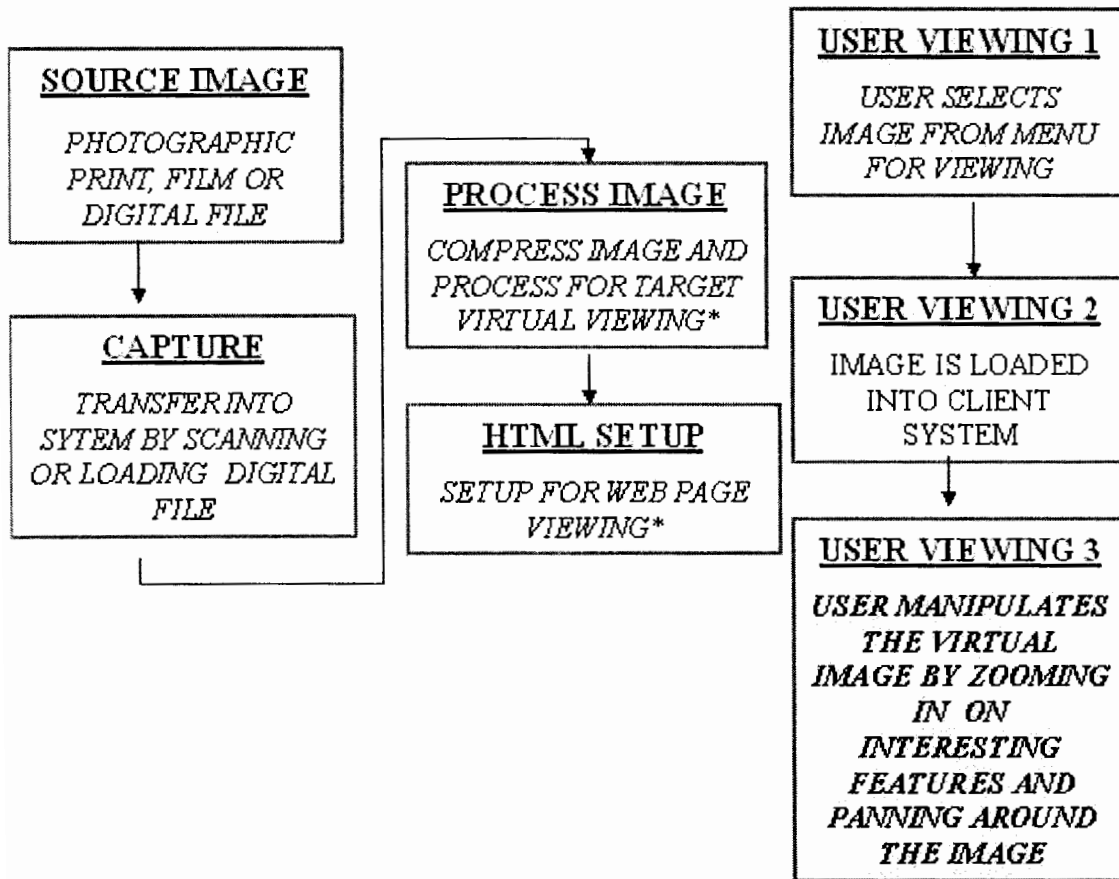 SOURCE IMAGE
PHOTOGRAPHIC
PRINT, FILM OR
DIGITAL FILE
CAPTURE
TRANSFER INTO
SYTEM BY SCANNING
OR LOADING DIGITAL
FILE
PROCESS IMAGE
COMPRESS IMAGE AND
PROCESS FOR TARGET
VIRTUAL VIEWING*
HTML SETUP
SETUP FOR WEB PAGE
VIEWING*
USER VIEWING 1
USER SELECTS
IMAGE FROM MENU
FOR VIEWING
USER VIEWING 2
IMAGE IS LOADED
INTO CLIENT
SYSTEM
USER VIEWING 3
USER MANIPULATES
THE VIRTUAL
IMAGE BY ZOOMING
IN ON
INTERESTING
FEATURES AND
PANNING AROUND
THE IMAGE